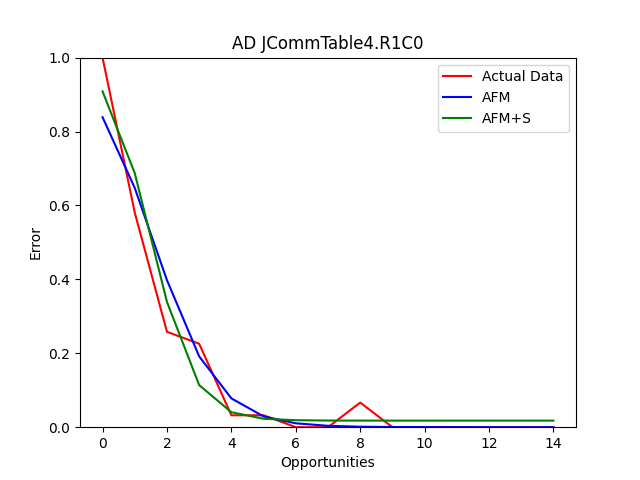 AD JCommTable4.R1C0
1.0
0.8
0.6
0.4
0.2
0.0
Error
Actual Data
AFM
AFM+S
0 2 4 6 8 10 12 14
Opportunities